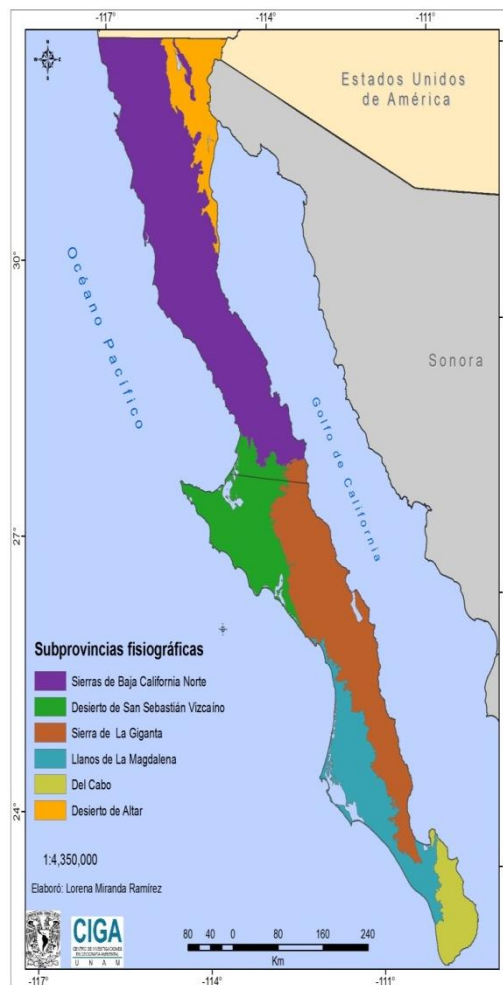 -117°
-114°
-111°
N
W
E
S
Estados Unidos
de América
30°
Océano Pacífico
Sonora
Golfo de California
27°
Subprovincias fisiográficas
Sierras de Baja California Norte
Desierto de San Sebastián Vizcaíno
Sierra de La Giganta
Llanos de La Magdalena
Del Cabo
Desierto de Altar
24°
1:4,350,000
Elaboró: Lorena Miranda Ramírez
CIGA
UNAM
80 40 0 80 160 240
Km
-117°
-114°
-111°